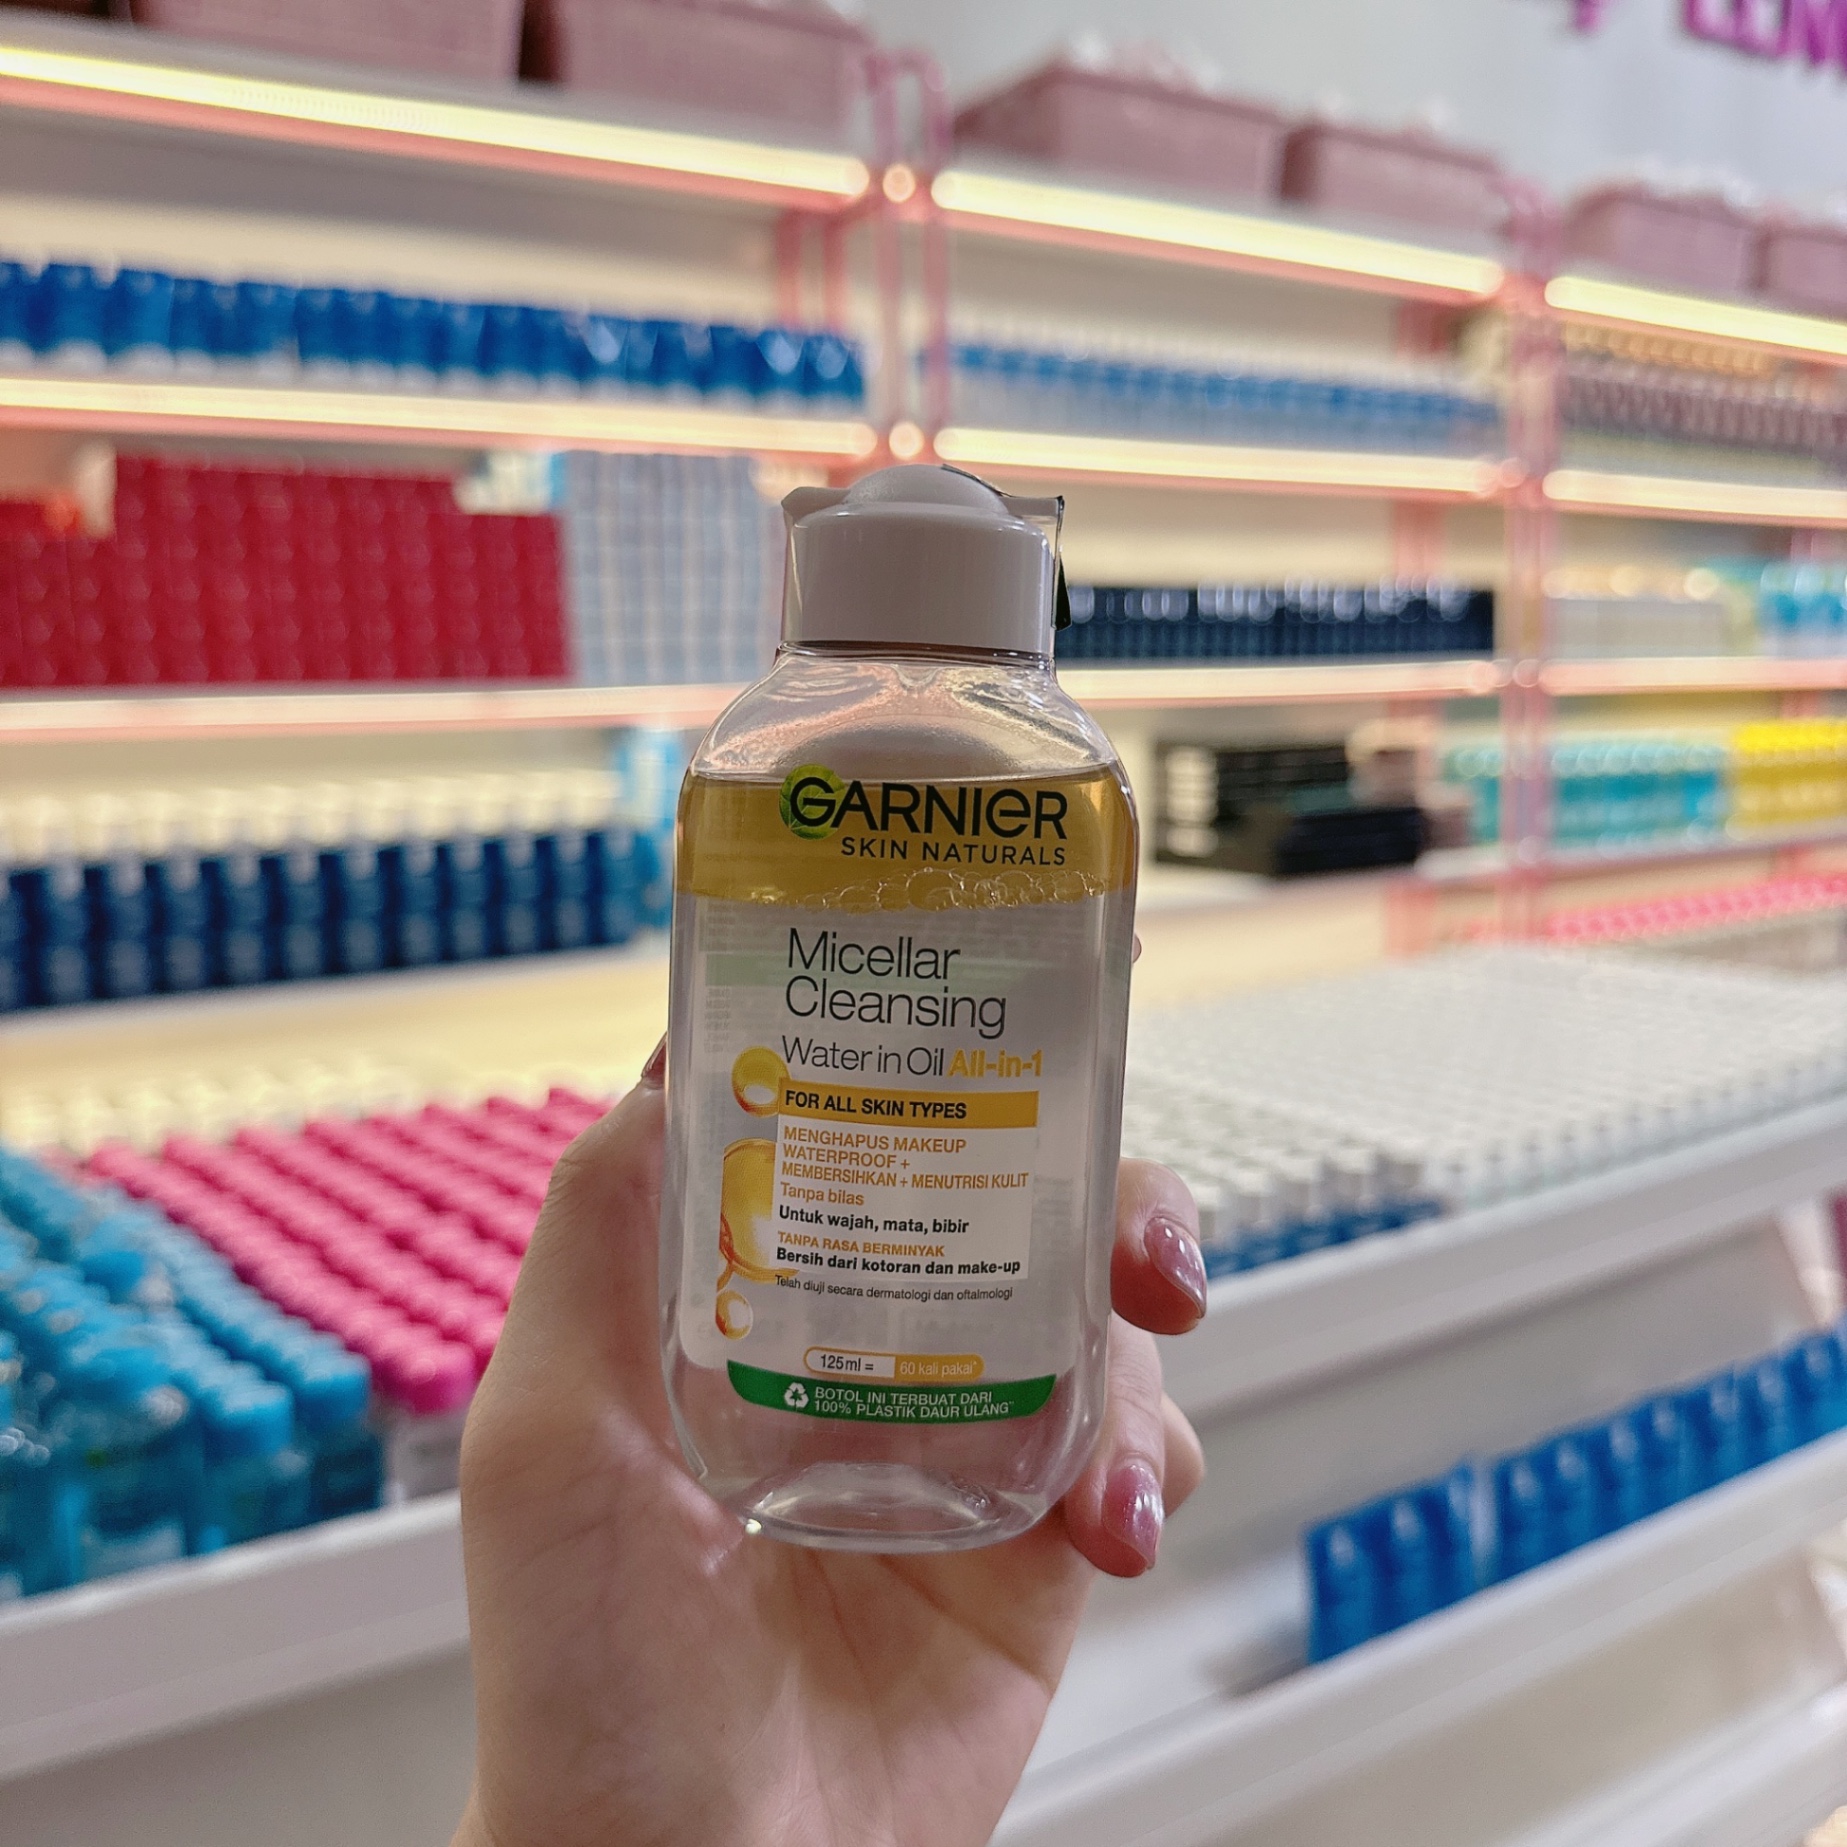 GARNIER
SKIN NATURALS
Micellar
Cleansing
Water in Oil All-in-1
FOR ALL SKIN TYPES
MENGHAPUS MAKEUP
WATERPROOF +
MEMBERSIHKAN + MENUTRISI KULIT
Tanpa bilas
Untuk wajah, mata, bibir
TANPA RASA BERMINYAK
Bersih dari kotoran dan make-up
Telah diuji secara dermatologi dan oftalmologi
125ml = 60 kali pakai*
BOTOL INI TERBUAT DARI
100% PLASTIK DAUR ULANG**